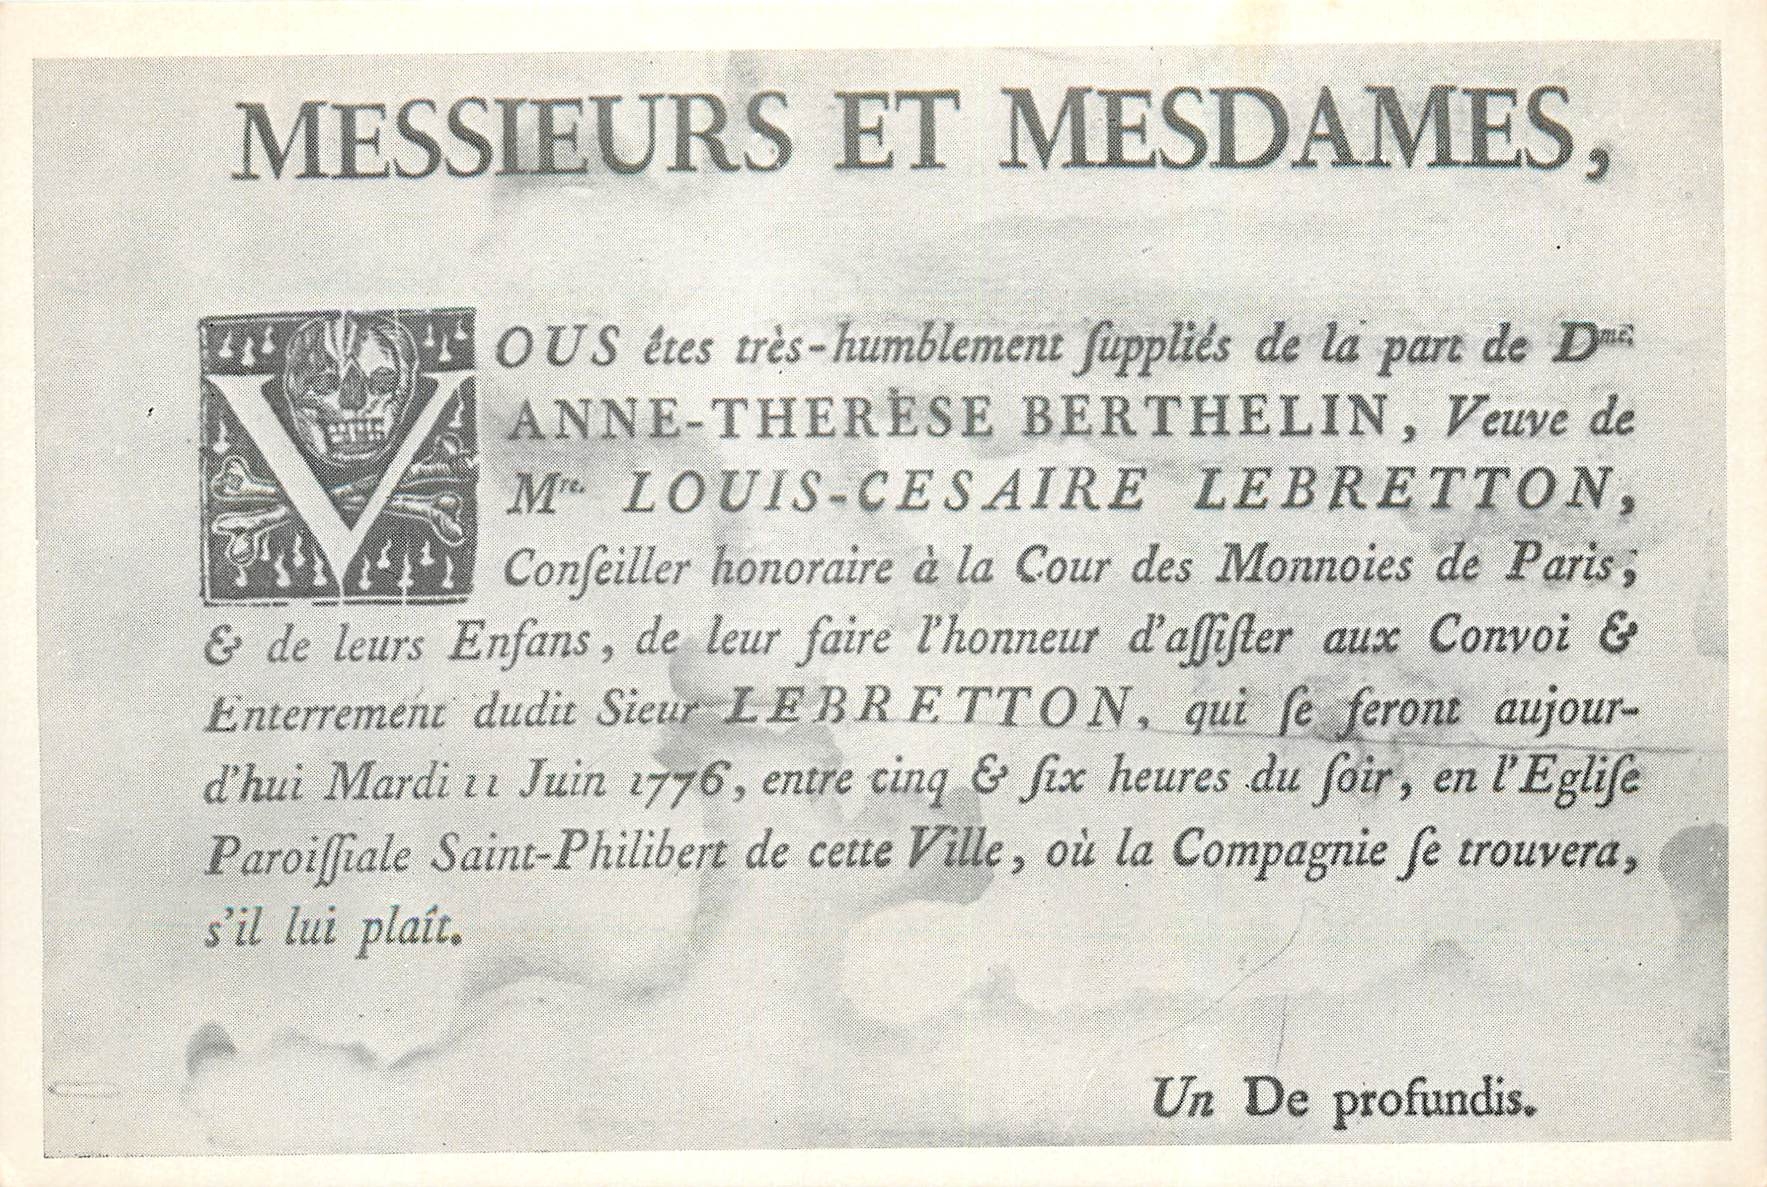 MESSIEURS ET MESDAMES,
VOUS êtes très-humblement ſuppliés de la part de Dme.
ANNE-THERÈSE BERTHELIN, Veuve de
Mre. LOUIS-CESAIRE LEBRETTON,
Conſeiller honoraire à la Cour des Monnoies de Paris;
& de leurs Enfans, de leur faire l'honneur d'aſſiſter aux Convoi &
Enterrement dudit Sieur LEBRETTON, qui ſe feront aujour-
d'hui Mardi 11 Juin 1776, entre cinq & ſix heures du ſoir, en l'Egliſe
Paroiſſiale Saint-Philibert de cette Ville, où la Compagnie ſe trouvera,
s'il lui plaît.
Un De profundis.